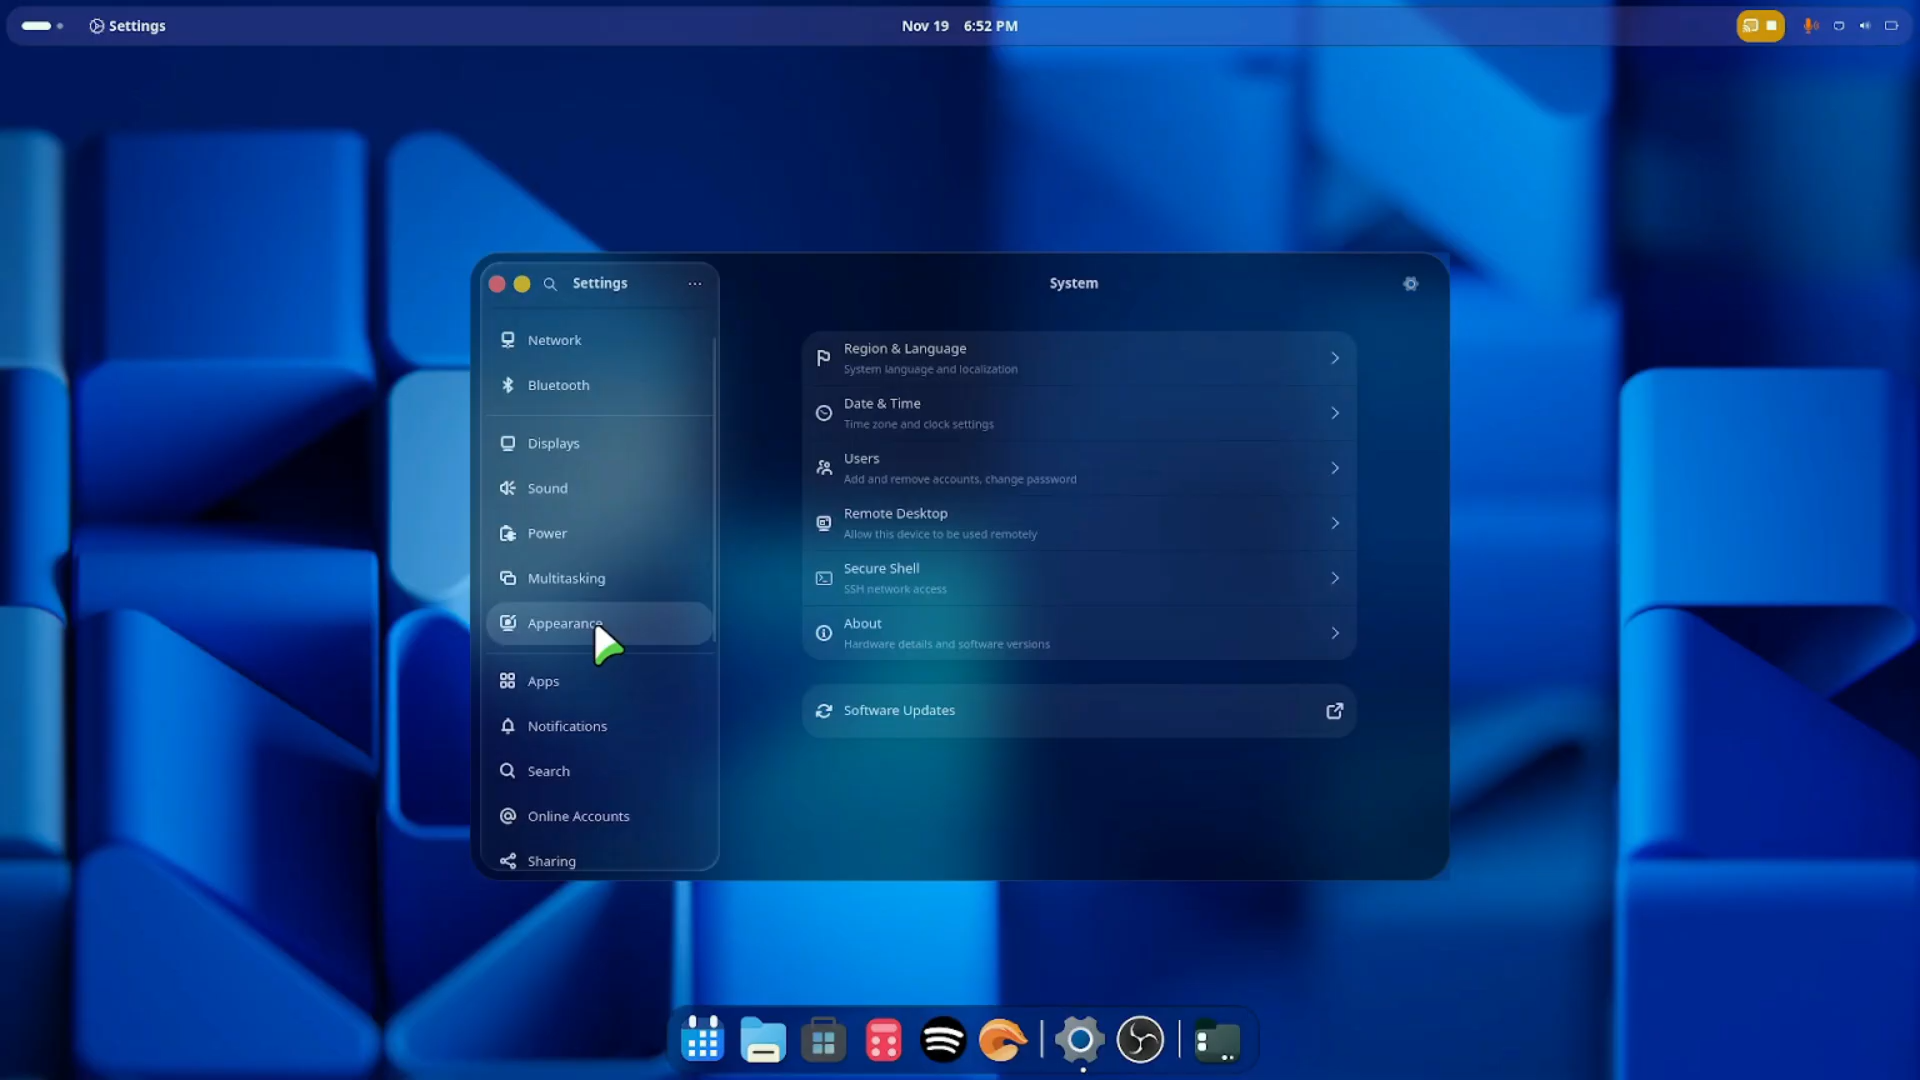 Settings
Nov 19 6:52 PM
Settings
Network
Bluetooth
Displays
Sound
Power
Multitasking
Appearance
Apps
Notifications
Search
Online Accounts
Sharing
System
Region & Language
System language and localization
Date & Time
Time zone and clock settings
Users
Add and remove accounts, change password
Remote Desktop
Allow this device to be used remotely
Secure Shell
SSH network access
About
Hardware details and software versions
Software Updates